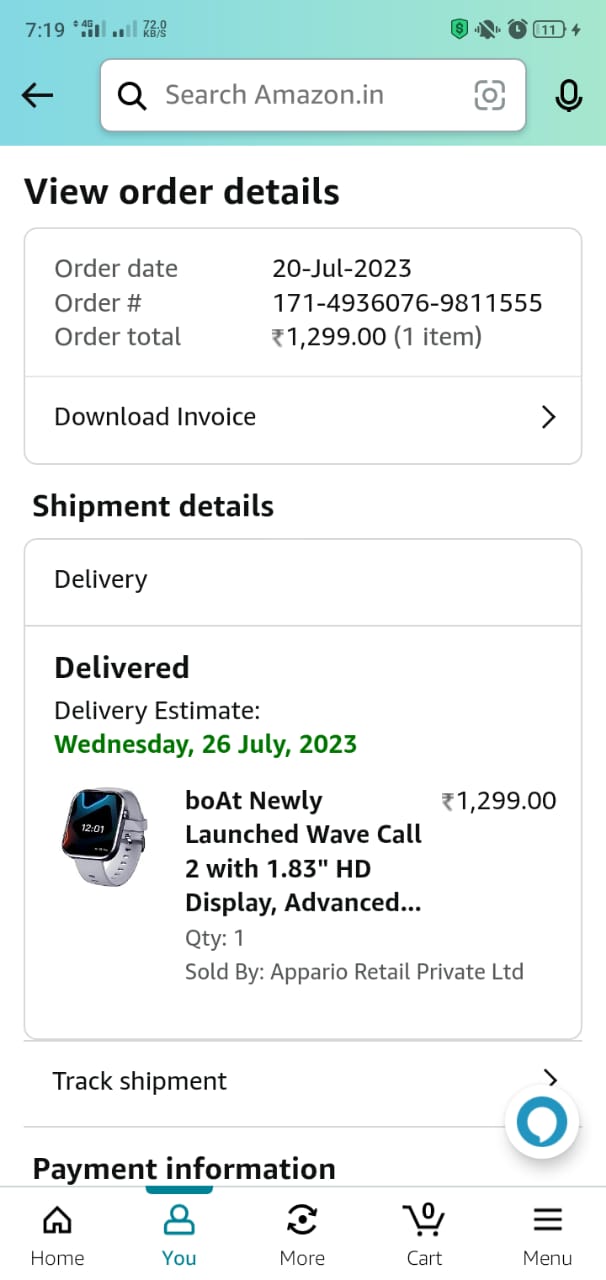 7:19 4G 72.0 KB/S $ 11
Search Amazon.in
View order details
Order date 20-Jul-2023
Order # 171-4936076-9811555
Order total ₹1,299.00 (1 item)
Download Invoice
Shipment details
Delivery
Delivered
Delivery Estimate:
Wednesday, 26 July, 2023
12:01
boAt Newly ₹1,299.00
Launched Wave Call
2 with 1.83" HD
Display, Advanced...
Qty: 1
Sold By: Appario Retail Private Ltd
Track shipment
Payment information
0
Home You More Cart Menu